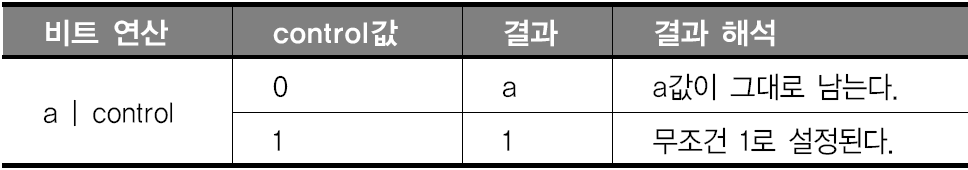 비트 연산 control값 결과 결과 해석
a | control 0 a a값이 그대로 남는다.
1 1 무조건 1로 설정된다.